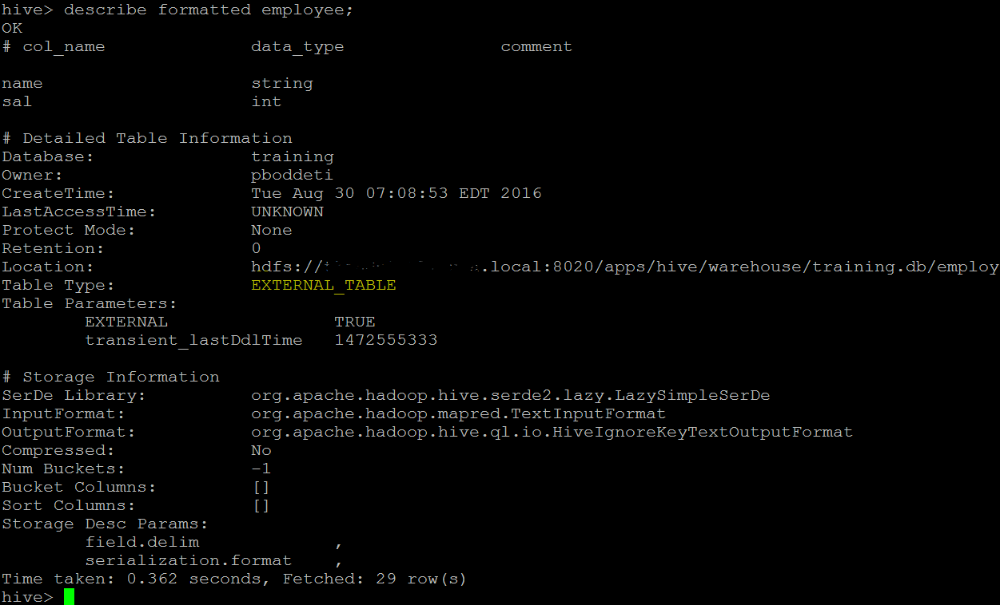 hive> describe formatted employee;
OK
# col_name data_type comment
name string
sal int
# Detailed Table Information
Database: training
Owner: pboddeti
CreateTime: Tue Aug 30 07:08:53 EDT 2016
LastAccessTime: UNKNOWN
Protect Mode: None
Retention: 0
Location: hdfs:// .local:8020/apps/hive/warehouse/training.db/employ
Table Type: EXTERNAL_TABLE
Table Parameters:
EXTERNAL TRUE
transient_lastDdlTime 1472555333
# Storage Information
SerDe Library: org.apache.hadoop.hive.serde2.lazy.LazySimpleSerDe
InputFormat: org.apache.hadoop.mapred.TextInputFormat
OutputFormat: org.apache.hadoop.hive.ql.io.HiveIgnoreKeyTextOutputFormat
Compressed: No
Num Buckets: -1
Bucket Columns: []
Sort Columns: []
Storage Desc Params:
field.delim ,
serialization.format ,
Time taken: 0.362 seconds, Fetched: 29 row(s)
hive>